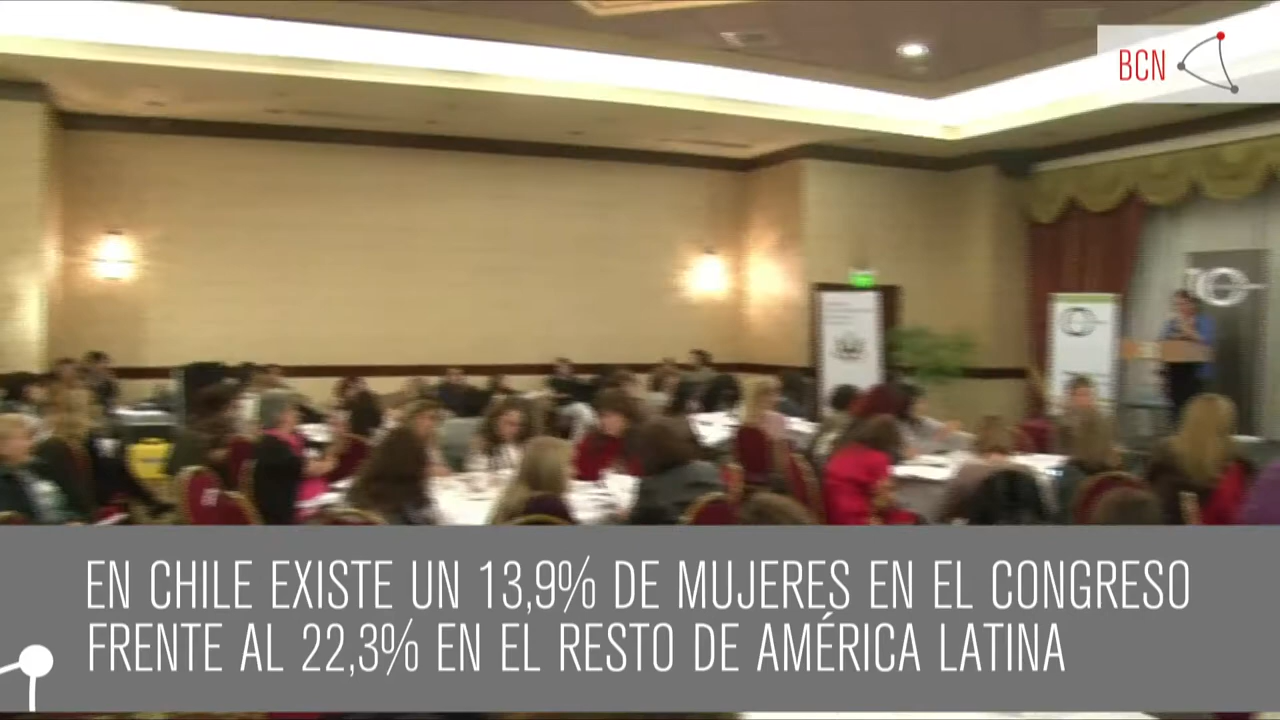 BCN
EN CHILE EXISTE UN 13,9% DE MUJERES EN EL CONGRESO
FRENTE AL 22,3% EN EL RESTO DE AMÉRICA LATINA